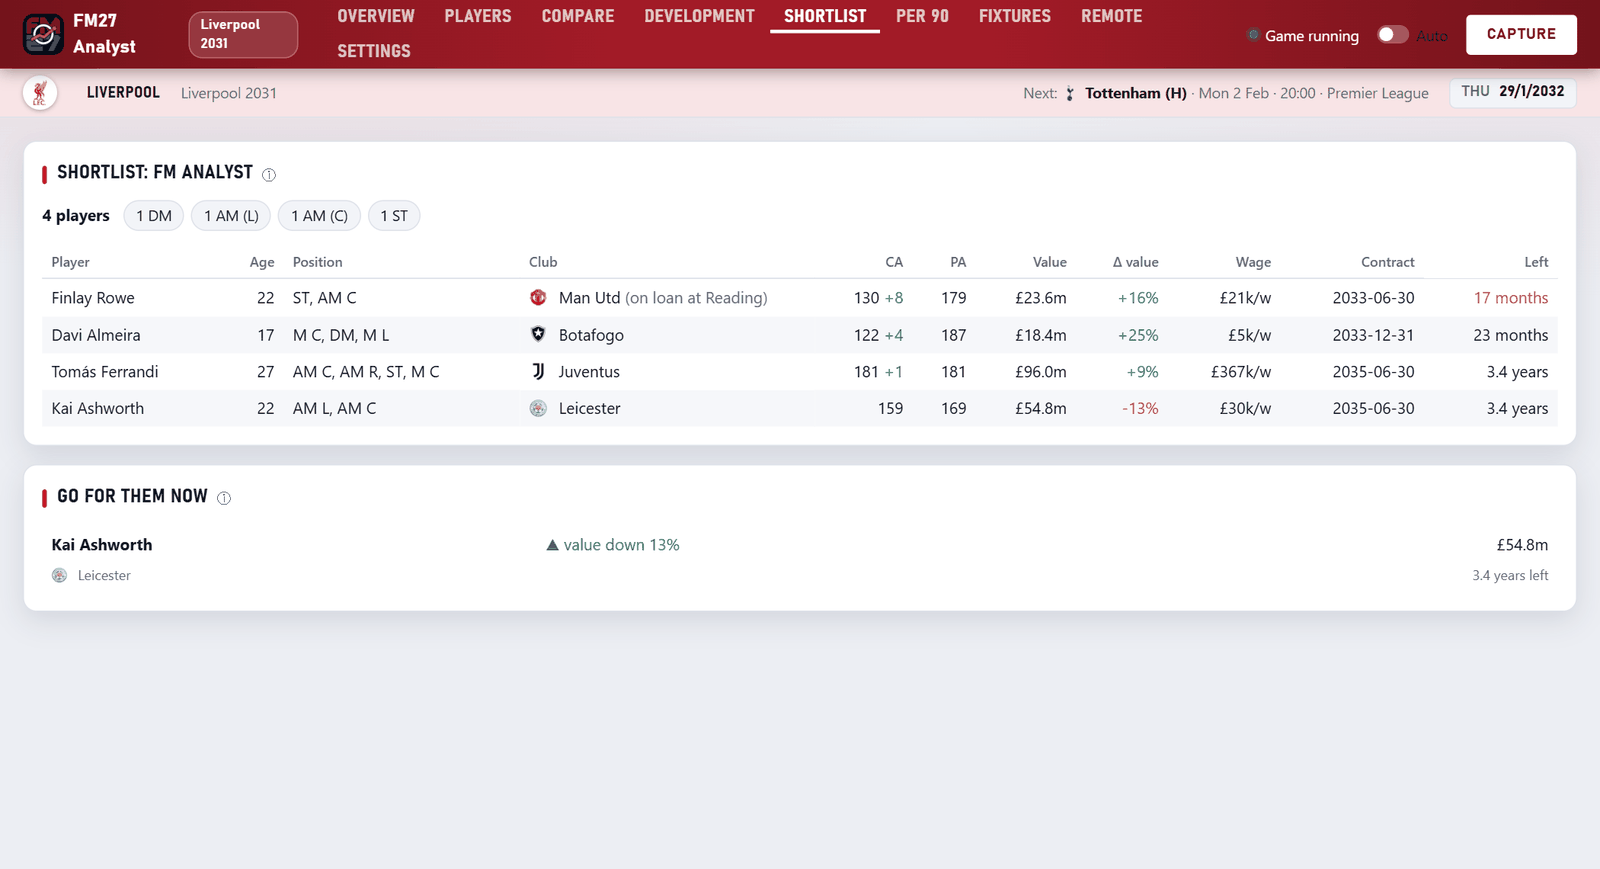 FM27
Analyst
Liverpool
2031
OVERVIEW PLAYERS COMPARE DEVELOPMENT SHORTLIST PER 90 FIXTURES REMOTE
SETTINGS
Game running Auto CAPTURE
LIVERPOOL Liverpool 2031 Next: Tottenham (H) · Mon 2 Feb · 20:00 · Premier League THU 29/1/2032
SHORTLIST: FM ANALYST
4 players 1 DM 1 AM (L) 1 AM (C) 1 ST
Player Age Position Club CA PA Value Δ value Wage Contract Left
Finlay Rowe 22 ST, AM C Man Utd (on loan at Reading) 130 +8 179 £23.6m +16% £21k/w 2033-06-30 17 months
Davi Almeira 17 M C, DM, M L Botafogo 122 +4 187 £18.4m +25% £5k/w 2033-12-31 23 months
Tomás Ferrandi 27 AM C, AM R, ST, M C Juventus 181 +1 181 £96.0m +9% £367k/w 2035-06-30 3.4 years
Kai Ashworth 22 AM L, AM C Leicester 159 169 £54.8m -13% £30k/w 2035-06-30 3.4 years
GO FOR THEM NOW
Kai Ashworth ▲ value down 13% £54.8m
Leicester 3.4 years left